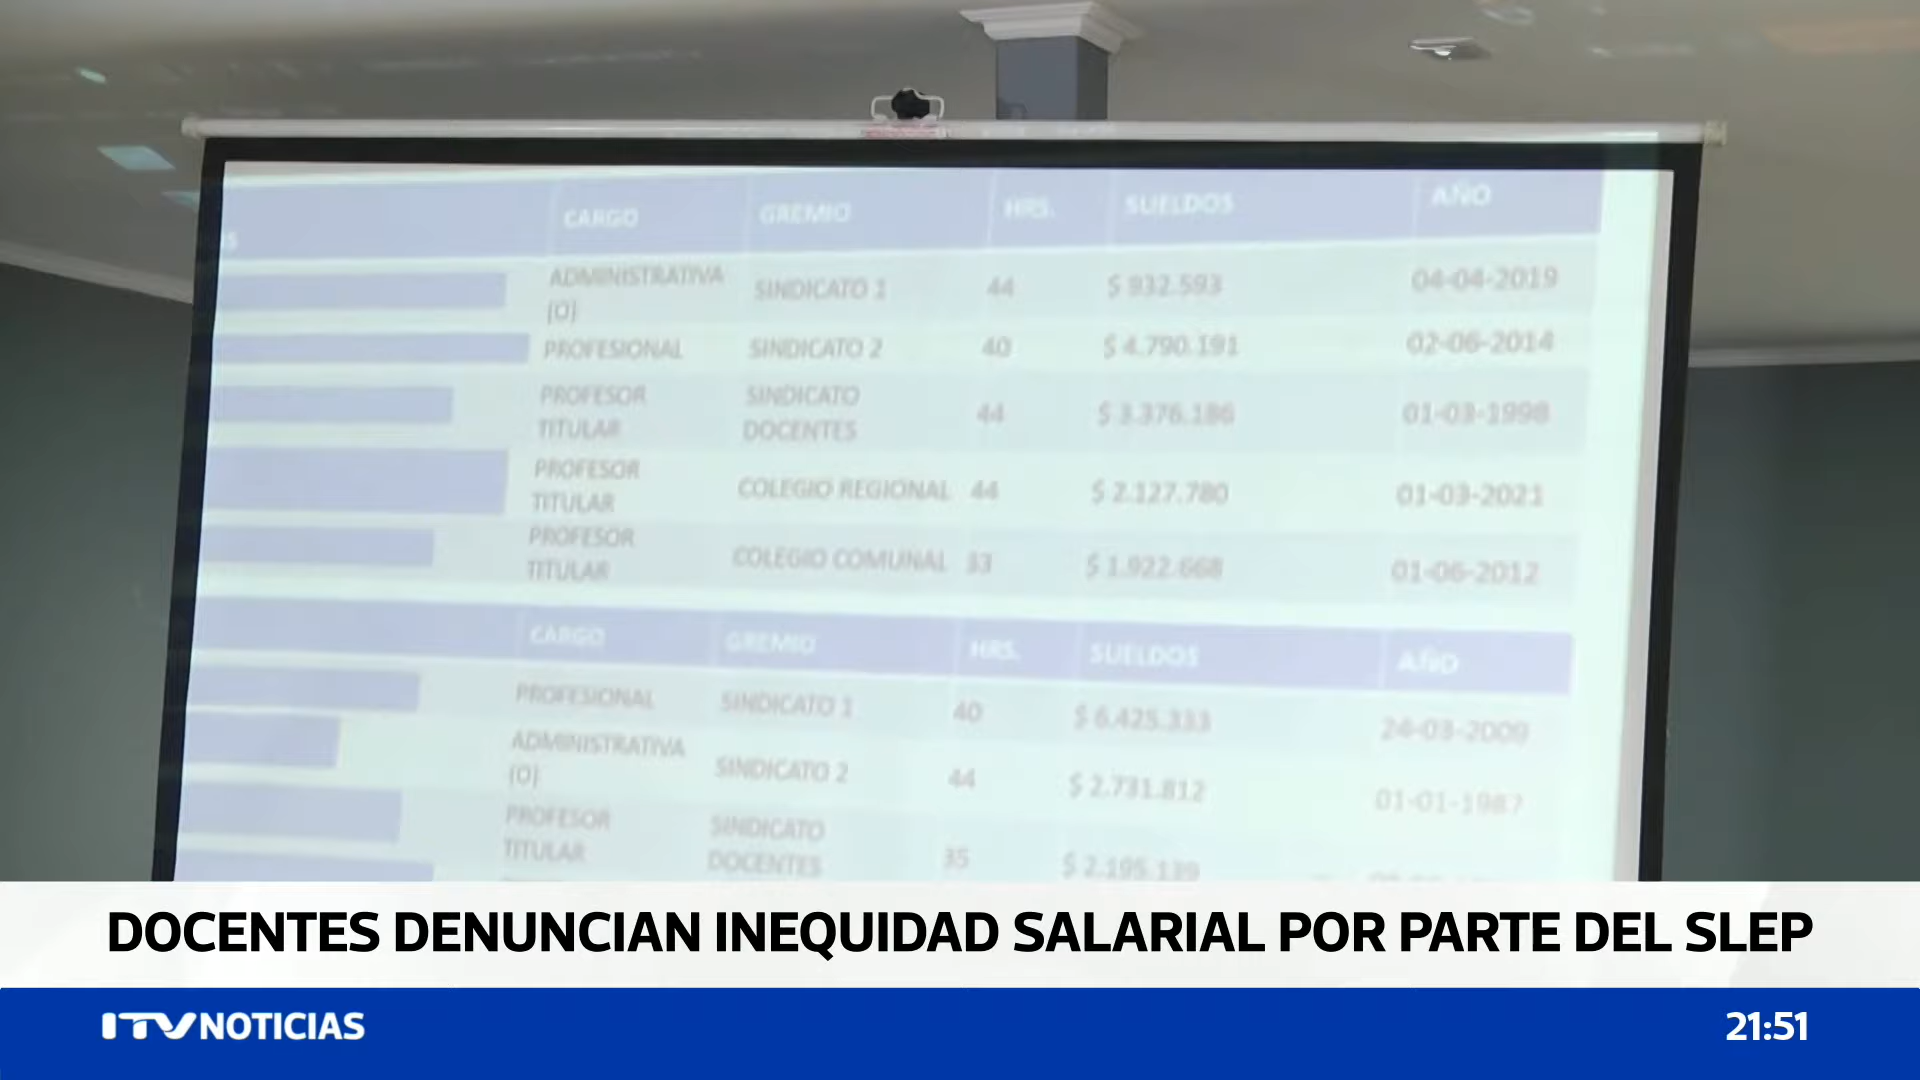 CARGO GREMIO HRS. SUELDOS AÑO
OS
ADMINISTRATIVA (O) SINDICATO 1 44 $ 932.593 04-04-2019
PROFESIONAL SINDICATO 2 40 $ 4.790.191 02-06-2014
PROFESOR TITULAR SINDICATO DOCENTES 44 $ 3.376.186 01-03-1998
PROFESOR TITULAR COLEGIO REGIONAL 44 $ 2.127.780 01-03-2021
PROFESOR TITULAR COLEGIO COMUNAL 33 $ 1.922.668 01-06-2012
CARGO GREMIO HRS. SUELDOS AÑO
PROFESIONAL SINDICATO 1 40 $ 6.425.333 24-03-2009
ADMINISTRATIVA (O) SINDICATO 2 44 $ 2.731.812 01-01-1987
PROFESOR TITULAR SINDICATO DOCENTES 35 $ 2.195.139
DOCENTES DENUNCIAN INEQUIDAD SALARIAL POR PARTE DEL SLEP
ITV NOTICIAS 21:51